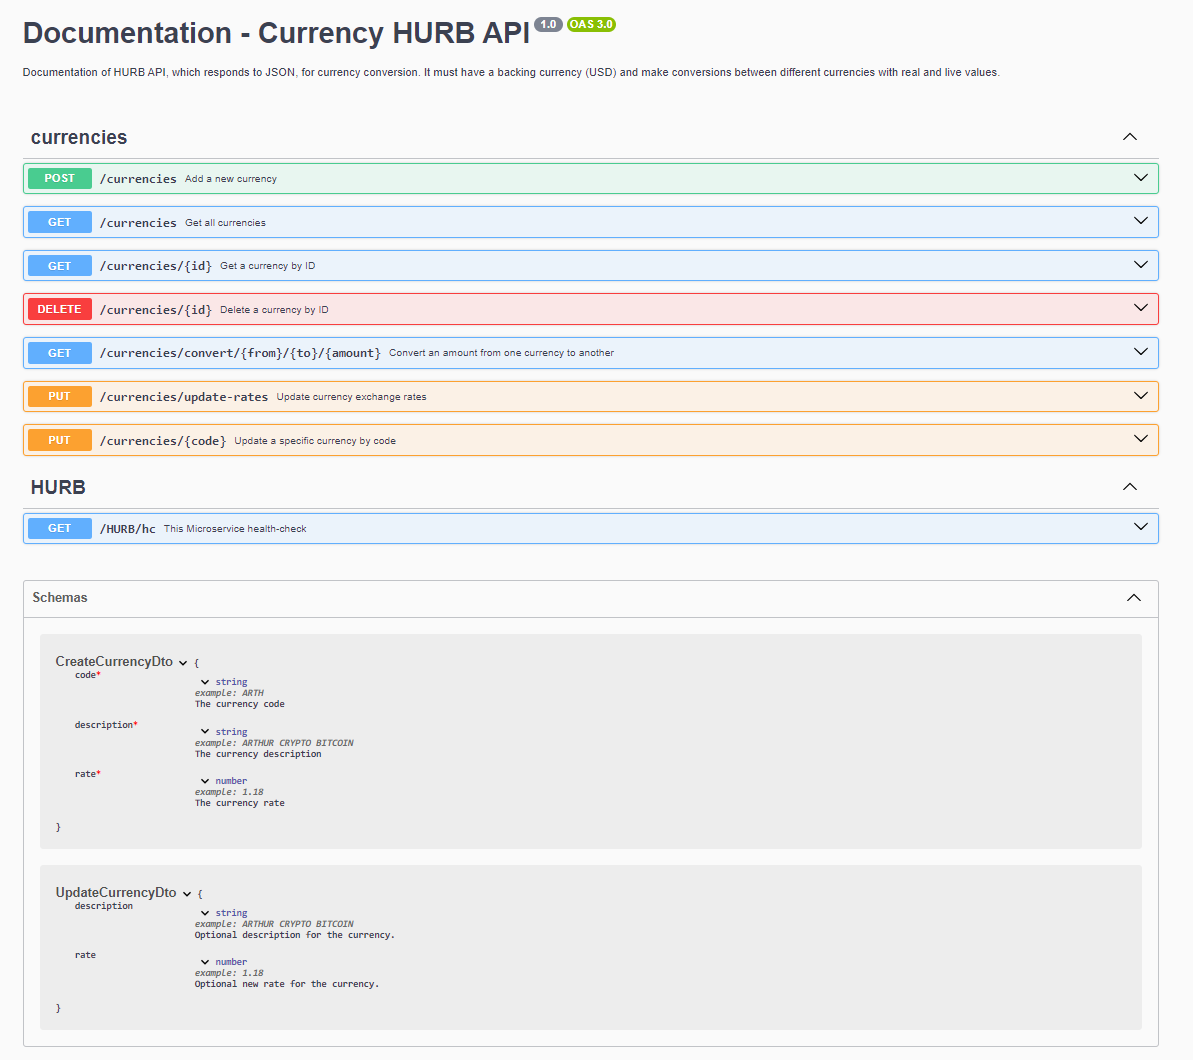 Documentation - Currency HURB API 1.0 OAS 3.0
Documentation of HURB API, which responds to JSON, for currency conversion. It must have a backing currency (USD) and make conversions between different currencies with real and live values.
currencies
POST /currencies Add a new currency
GET /currencies Get all currencies
GET /currencies/{id} Get a currency by ID
DELETE /currencies/{id} Delete a currency by ID
GET /currencies/convert/{from}/{to}/{amount} Convert an amount from one currency to another
PUT /currencies/update-rates Update currency exchange rates
PUT /currencies/{code} Update a specific currency by code
HURB
GET /HURB/hc This Microservice health-check
Schemas
CreateCurrencyDto {
code*
string
example: ARTH
The currency code
description*
string
example: ARTHUR CRYPTO BITCOIN
The currency description
rate*
number
example: 1.18
The currency rate
}
UpdateCurrencyDto {
description
string
example: ARTHUR CRYPTO BITCOIN
Optional description for the currency.
rate
number
example: 1.18
Optional new rate for the currency.
}